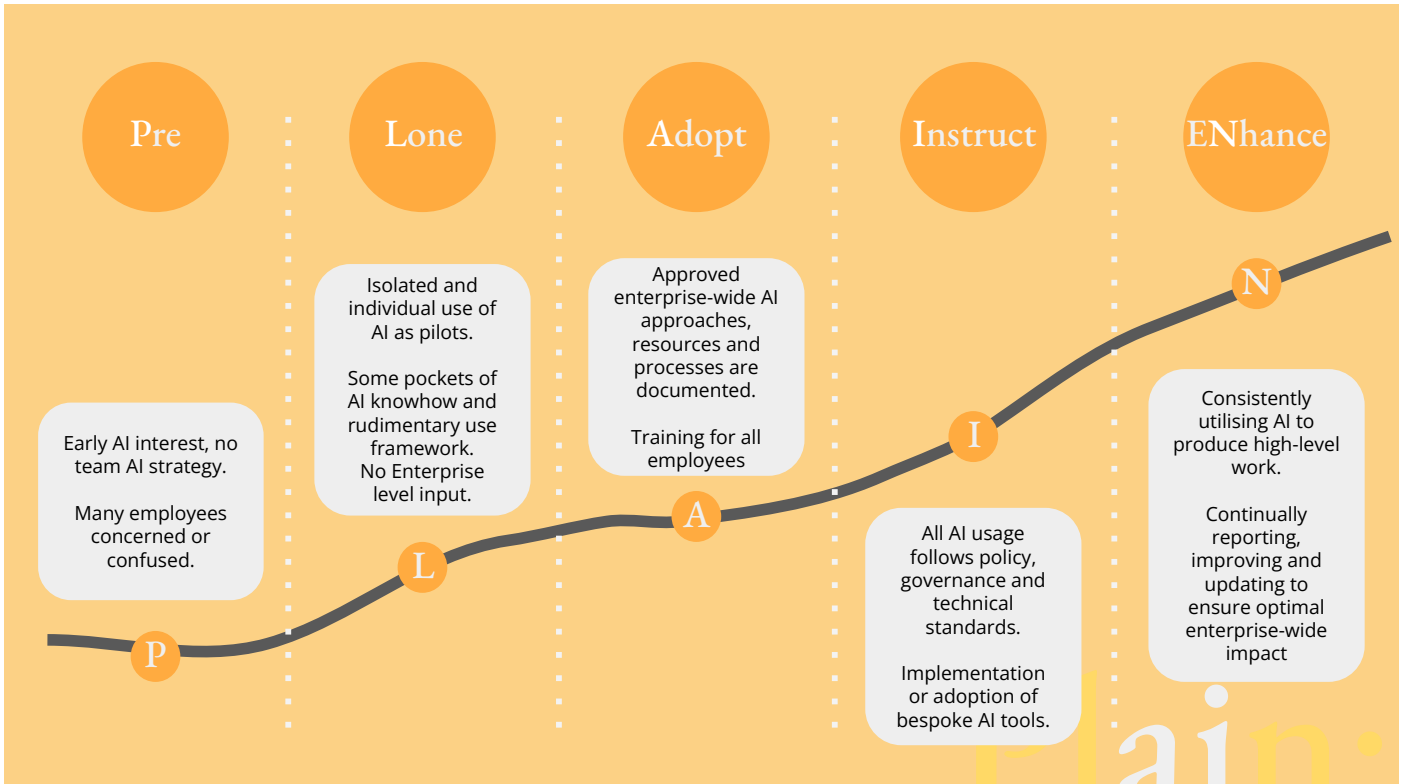 Pre
Lone
Adopt
Instruct
ENhance
Early AI interest, no
team AI strategy.
Many employees
concerned or
confused.
Isolated and
individual use of
AI as pilots.
Some pockets of
AI knowhow and
rudimentary use
framework.
No Enterprise
level input.
Approved
enterprise-wide AI
approaches,
resources and
processes are
documented.
Training for all
employees
All AI usage
follows policy,
governance and
technical
standards.
Implementation
or adoption of
bespoke AI tools.
Consistently
utilising AI to
produce high-level
work.
Continually
reporting,
improving and
updating to
ensure optimal
enterprise-wide
impact
P
L
A
I
N
Plain: